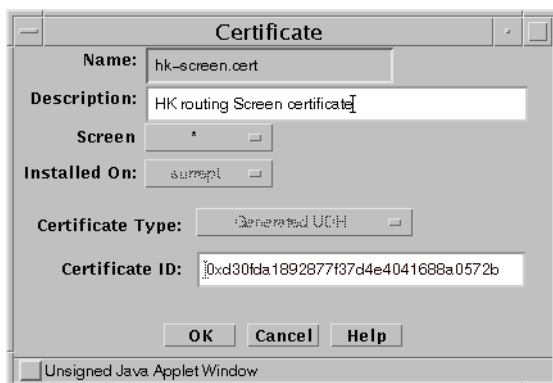 Certificate
Name: hk-screen.cert
Description: HK routing Screen certificate
Screen *
Installed On:
Certificate Type: Generated UDH
Certificate ID: 0xd30fda1892877f37d4e4041688a0572b
OK Cancel Help
Unsigned Java Applet Window